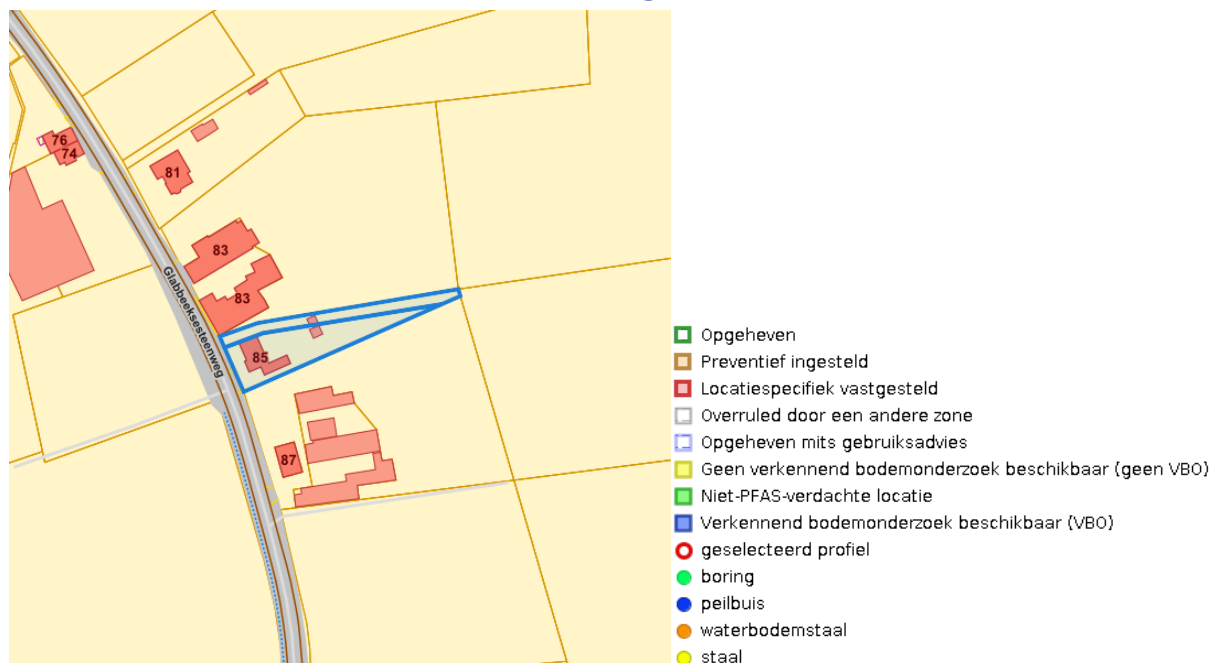 76
74
81
83
83
Glabbeeksesteenweg
85
87
Opgeheven
Preventief ingesteld
Locatiespecifiek vastgesteld
Overruled door een andere zone
Opgeheven mits gebruiksadvies
Geen verkennend bodemonderzoek beschikbaar (geen VBO)
Niet-PFAS-verdachte locatie
Verkennend bodemonderzoek beschikbaar (VBO)
geselecteerd profiel
boring
peilbuis
waterbodemstaal
staal